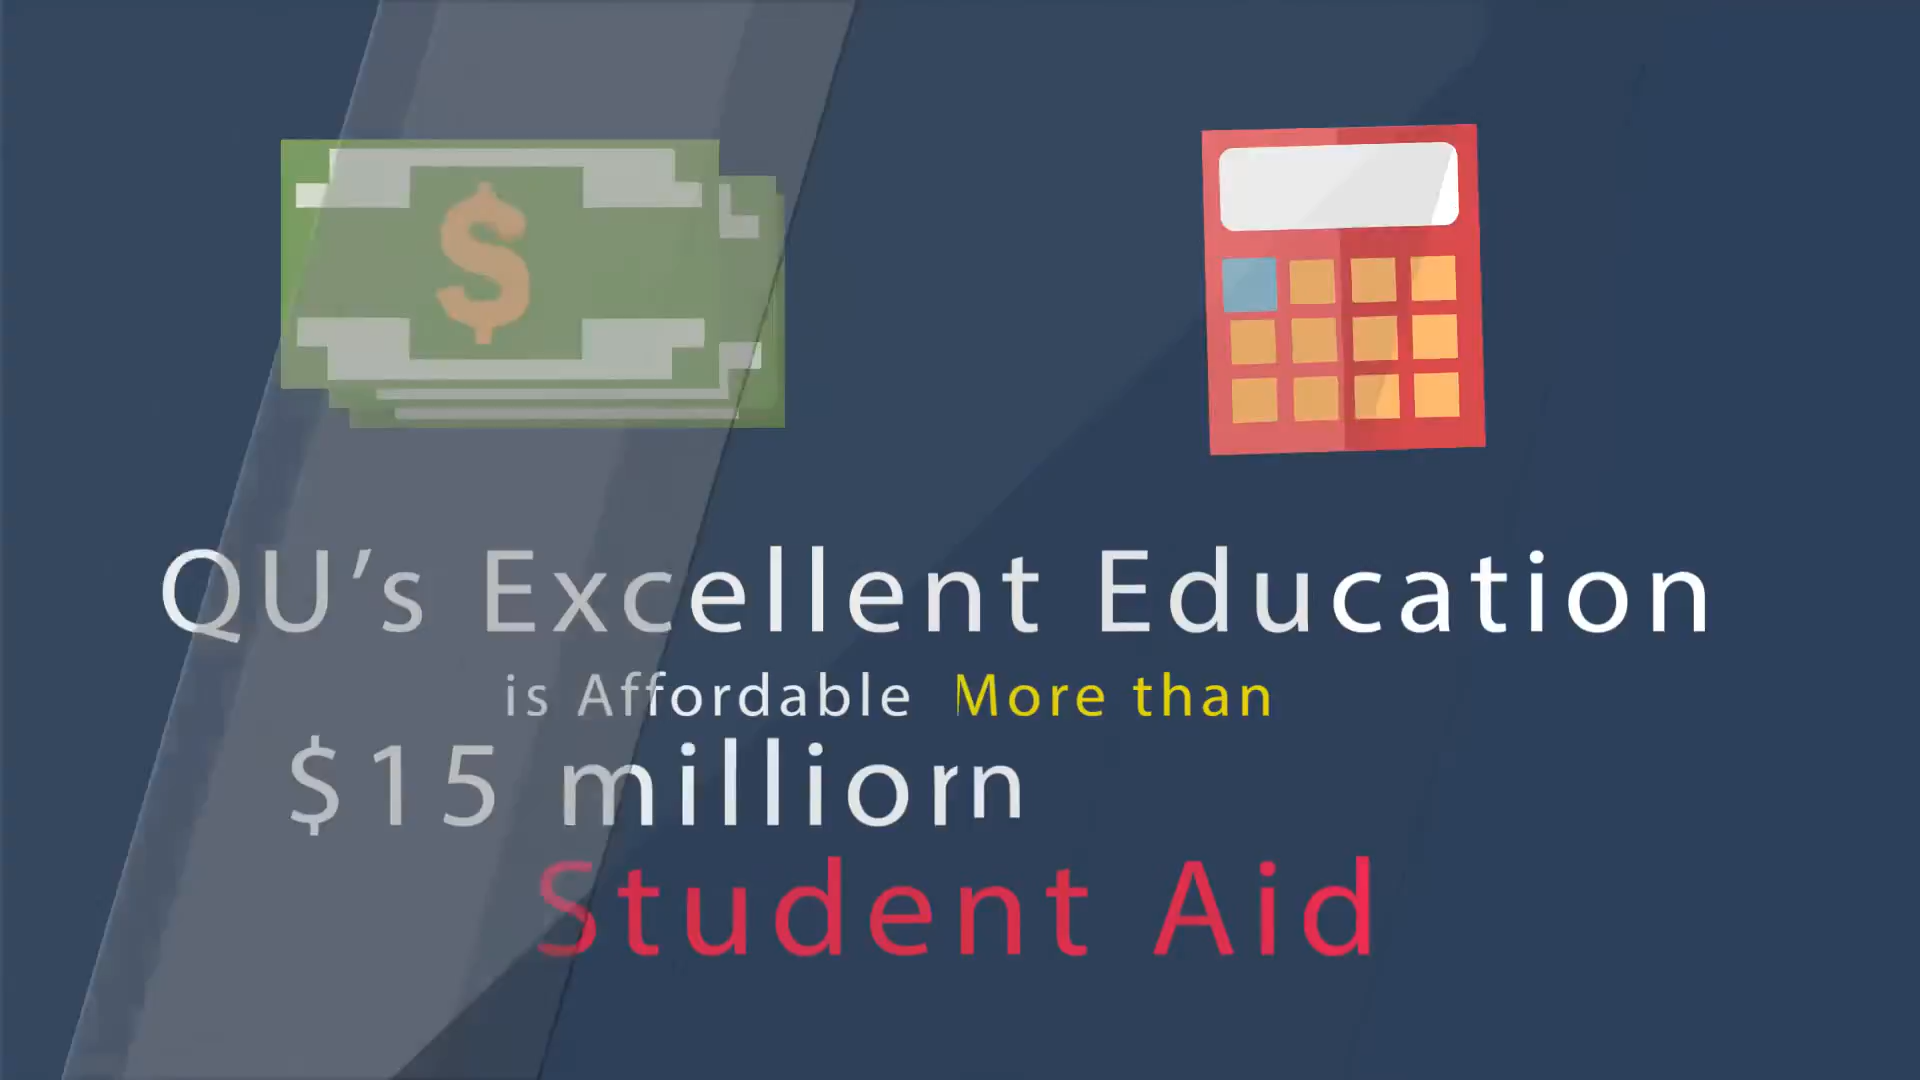 $
QU's Excellent Education
is Affordable More than
$15 milliorn
Student Aid